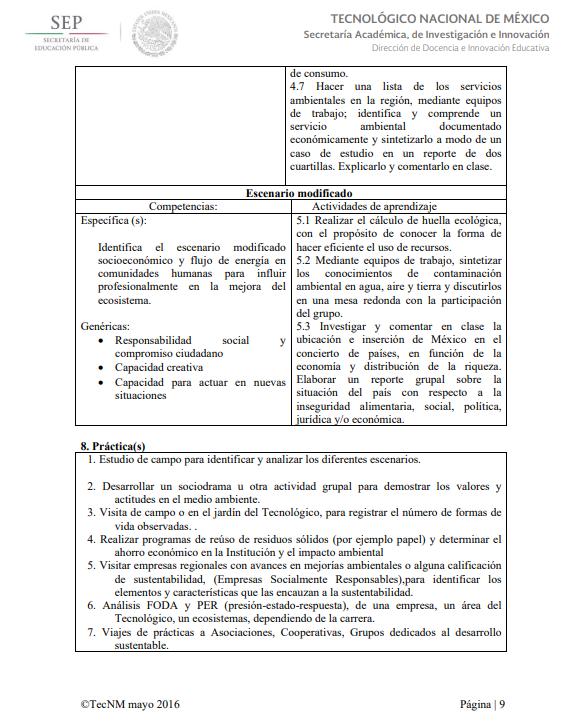 SEP
SECRETARÍA DE
EDUCACIÓN PÚBLICA
TECNOLÓGICO NACIONAL DE MÉXICO
Secretaría Académica, de Investigación e Innovación
Dirección de Docencia e Innovación Educativa
de consumo.
4.7 Hacer una lista de los servicios
ambientales en la región, mediante equipos
de trabajo; identifica y comprende un
servicio ambiental documentado
económicamente y sintetizarlo a modo de un
caso de estudio en un reporte de dos
cuartillas. Explicarlo y comentarlo en clase.
Escenario modificado
Competencias:
Actividades de aprendizaje
Específica (s):
Identifica el escenario modificado
socioeconómico y flujo de energía en
comunidades humanas para influir
profesionalmente en la mejora del
ecosistema.
Genéricas:
• Responsabilidad social y
compromiso ciudadano
• Capacidad creativa
• Capacidad para actuar en nuevas
situaciones
5.1 Realizar el cálculo de huella ecológica,
con el propósito de conocer la forma de
hacer eficiente el uso de recursos.
5.2 Mediante equipos de trabajo, sintetizar
los conocimientos de contaminación
ambiental en agua, aire y tierra y discutirlos
en una mesa redonda con la participación
del grupo.
5.3 Investigar y comentar en clase la
ubicación e inserción de México en el
concierto de países, en función de la
economía y distribución de la riqueza.
Elaborar un reporte grupal sobre la
situación del país con respecto a la
inseguridad alimentaria, social, política,
jurídica y/o económica.
8. Práctica(s)
1. Estudio de campo para identificar y analizar los diferentes escenarios.
2. Desarrollar un sociodrama u otra actividad grupal para demostrar los valores y
actitudes en el medio ambiente.
3. Visita de campo o en el jardín del Tecnológico, para registrar el número de formas de
vida observadas. .
4. Realizar programas de reúso de residuos sólidos (por ejemplo papel) y determinar el
ahorro económico en la Institución y el impacto ambiental
5. Visitar empresas regionales con avances en mejorías ambientales o alguna calificación
de sustentabilidad, (Empresas Socialmente Responsables),para identificar los
elementos y características que las encauzan a la sustentabilidad.
6. Análisis FODA y PER (presión-estado-respuesta), de una empresa, un área del
Tecnológico, un ecosistemas, dependiendo de la carrera.
7. Viajes de prácticas a Asociaciones, Cooperativas, Grupos dedicados al desarrollo
sustentable.
©TecNM mayo 2016
Página | 9